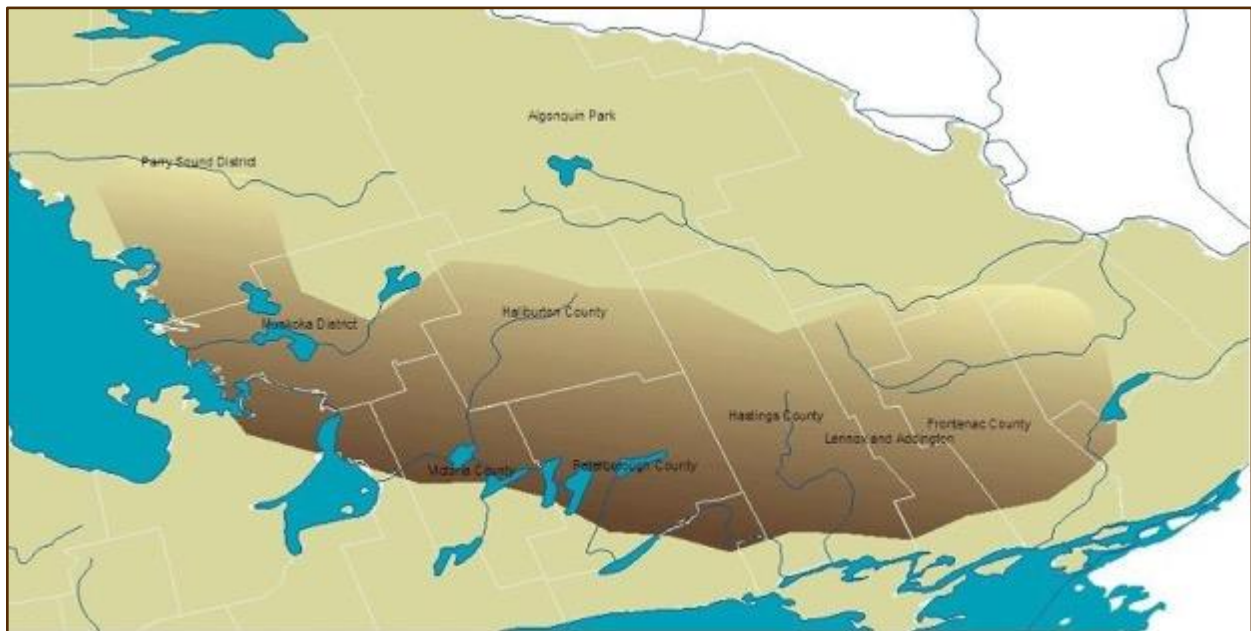 Algonquin Park
Parry Sound District
Muskoka District
Haliburton County
Hastings County
Frontenac County
Lennox and Addington
Victoria County
Peterborough County